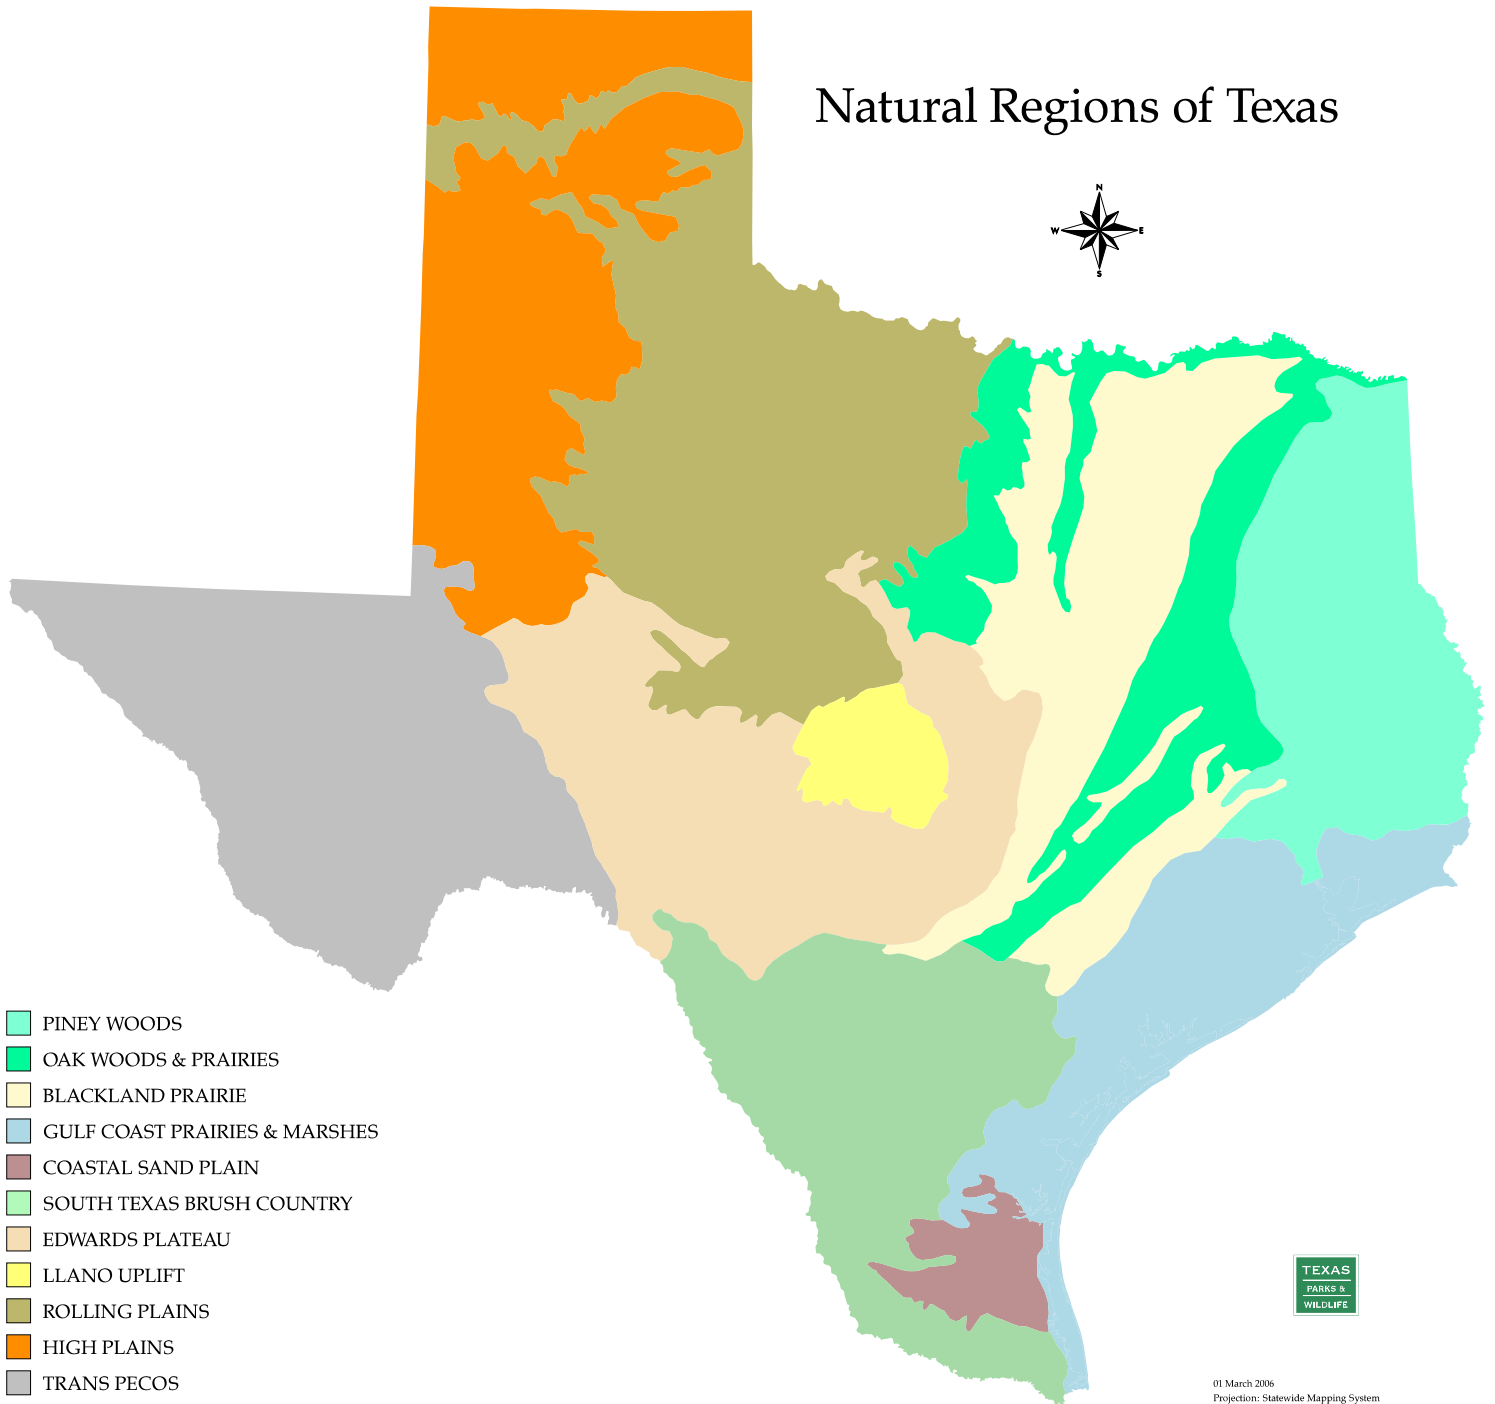 Natural Regions of Texas
N
W E
S
PINEY WOODS
OAK WOODS & PRAIRIES
BLACKLAND PRAIRIE
GULF COAST PRAIRIES & MARSHES
COASTAL SAND PLAIN
SOUTH TEXAS BRUSH COUNTRY
EDWARDS PLATEAU
LLANO UPLIFT
ROLLING PLAINS
HIGH PLAINS
TRANS PECOS
TEXAS
PARKS &
WILDLIFE
01 March 2006
Projection: Statewide Mapping System